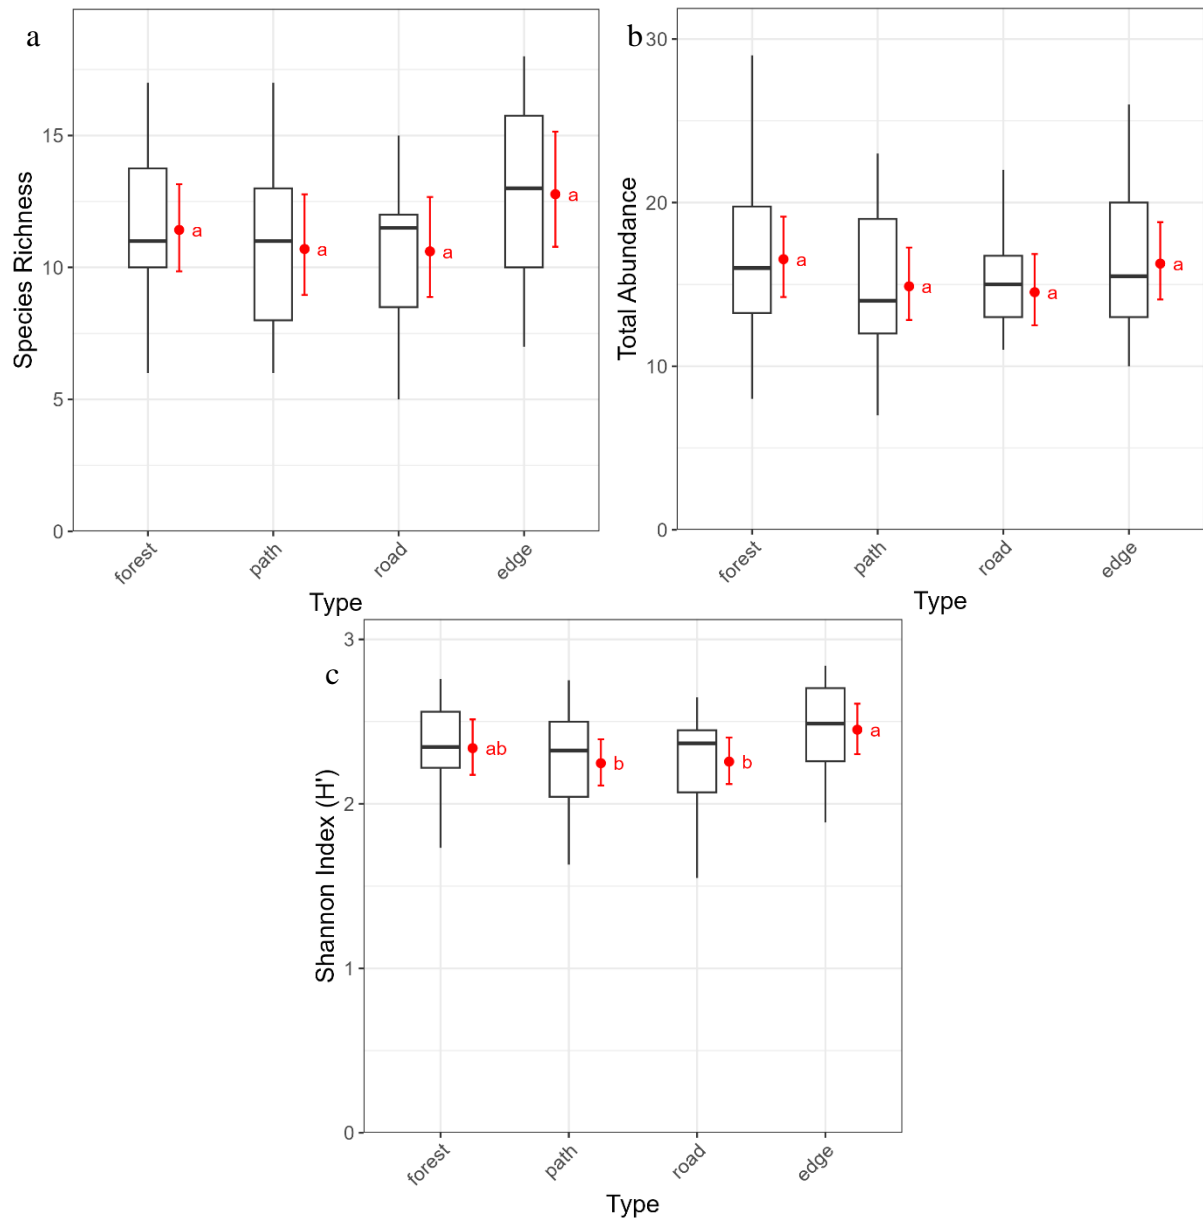 a
Species Richness
15
10
5
0
a
a
a
a
forest
path
road
edge
Type
b
Total Abundance
30
20
10
0
a
a
a
a
forest
path
road
edge
Type
c
Shannon Index (H')
3
2
1
0
ab
b
b
a
forest
path
road
edge
Type